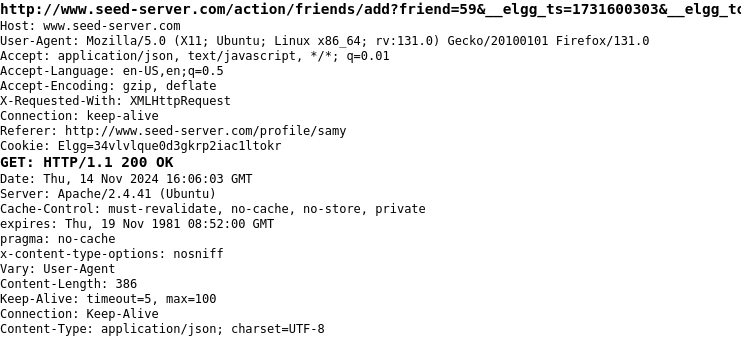 http://www.seed-server.com/action/friends/add?friend=59&__elgg_ts=1731600303&__elgg_to
Host: www.seed-server.com
User-Agent: Mozilla/5.0 (X11; Ubuntu; Linux x86_64; rv:131.0) Gecko/20100101 Firefox/131.0
Accept: application/json, text/javascript, */*; q=0.01
Accept-Language: en-US,en;q=0.5
Accept-Encoding: gzip, deflate
X-Requested-With: XMLHttpRequest
Connection: keep-alive
Referer: http://www.seed-server.com/profile/samy
Cookie: Elgg=34vlvlque0d3gkrp2iac1ltokr
GET: HTTP/1.1 200 OK
Date: Thu, 14 Nov 2024 16:06:03 GMT
Server: Apache/2.4.41 (Ubuntu)
Cache-Control: must-revalidate, no-cache, no-store, private
expires: Thu, 19 Nov 1981 08:52:00 GMT
pragma: no-cache
x-content-type-options: nosniff
Vary: User-Agent
Content-Length: 386
Keep-Alive: timeout=5, max=100
Connection: Keep-Alive
Content-Type: application/json; charset=UTF-8